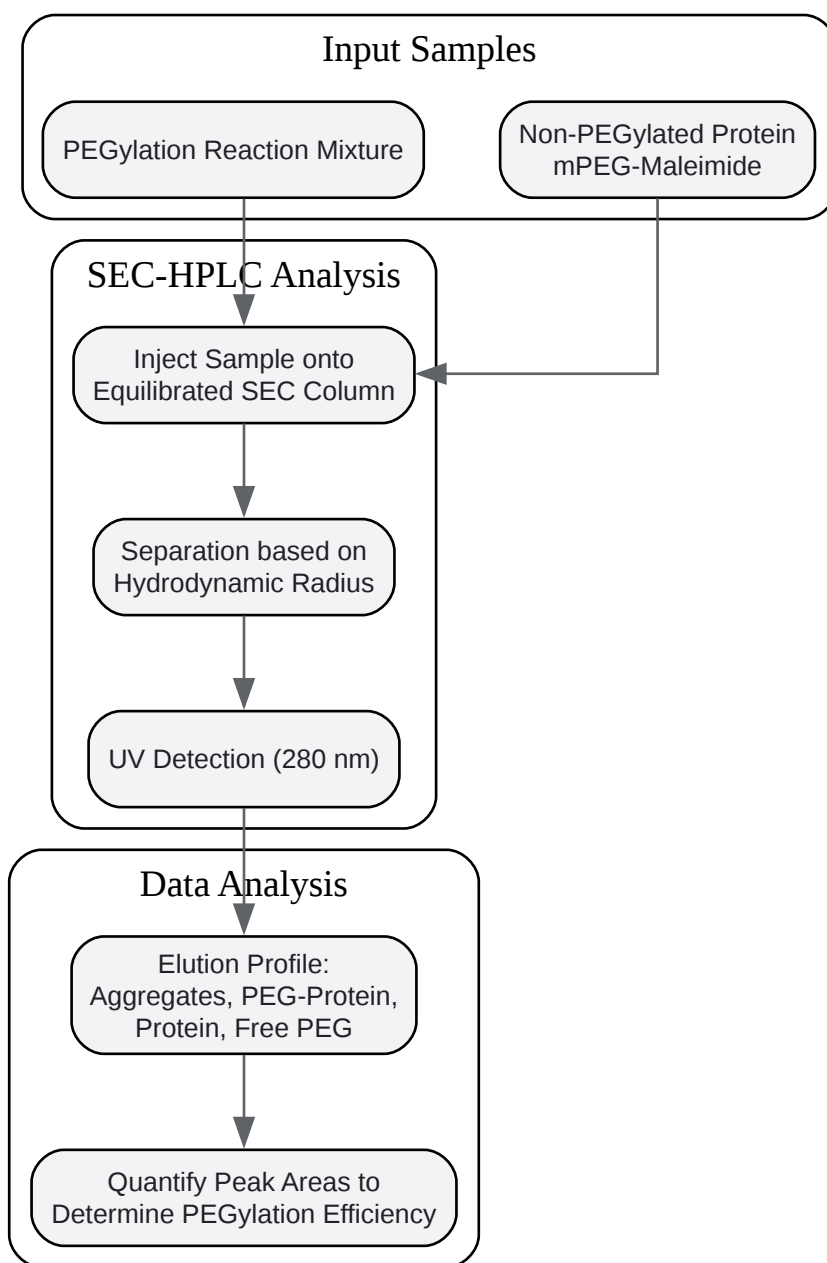 Input Samples
PEGylation Reaction Mixture
Non-PEGylated Protein
mPEG-Maleimide
SEC-HPLC Analysis
Inject Sample onto
Equilibrated SEC Column
Separation based on
Hydrodynamic Radius
UV Detection (280 nm)
Data Analysis
Elution Profile:
Aggregates, PEG-Protein,
Protein, Free PEG
Quantify Peak Areas to
Determine PEGylation Efficiency